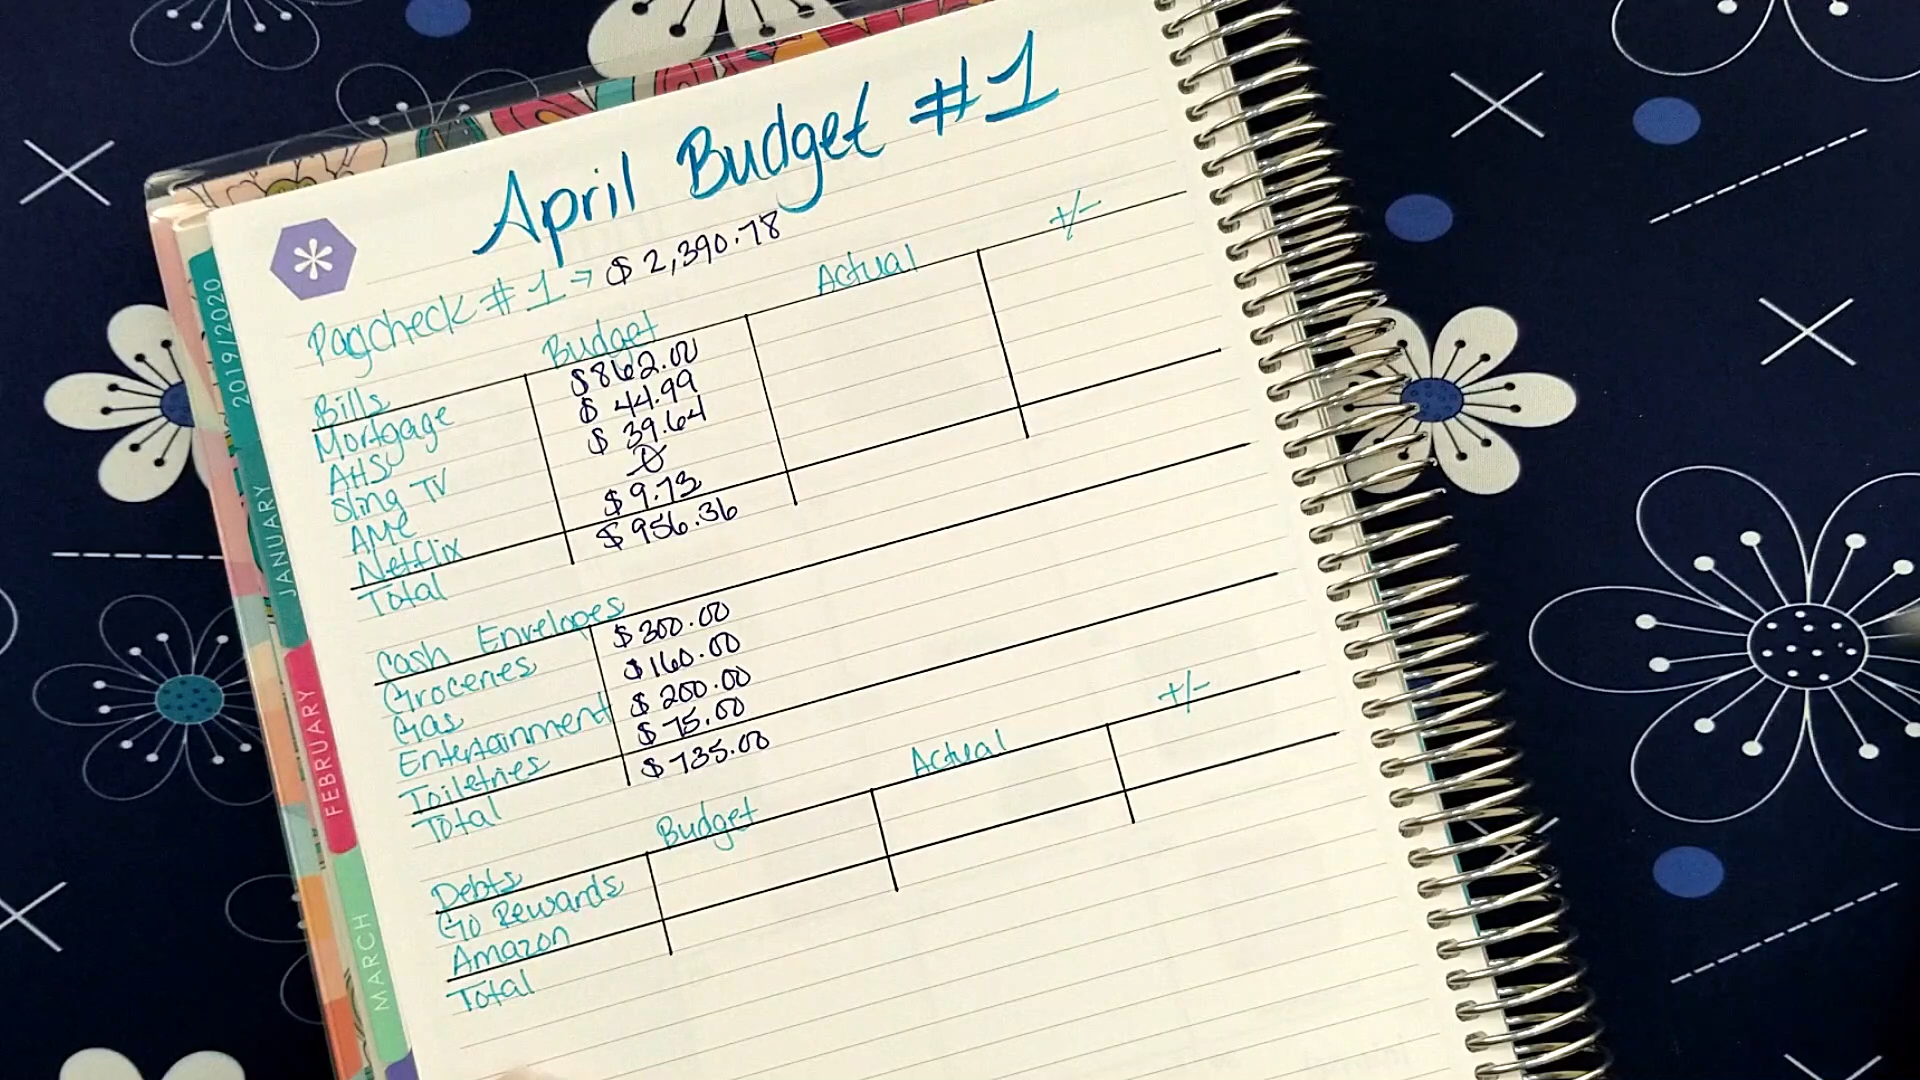 April Budget #1
Paycheck #1 → $2,390.78
Bills Budget Actual +/-
Mortgage $862.00
AHS $44.99
Sling TV $39.64
AMC 0
Netflix $9.73
Total $956.36
Cash Envelopes
Groceries $300.00
Gas $160.00
Entertainment $200.00
Toiletries $75.00
Total $735.00
Debts Budget Actual +/-
GO Rewards
Amazon
Total
2019/2020
JANUARY
FEBRUARY
MARCH